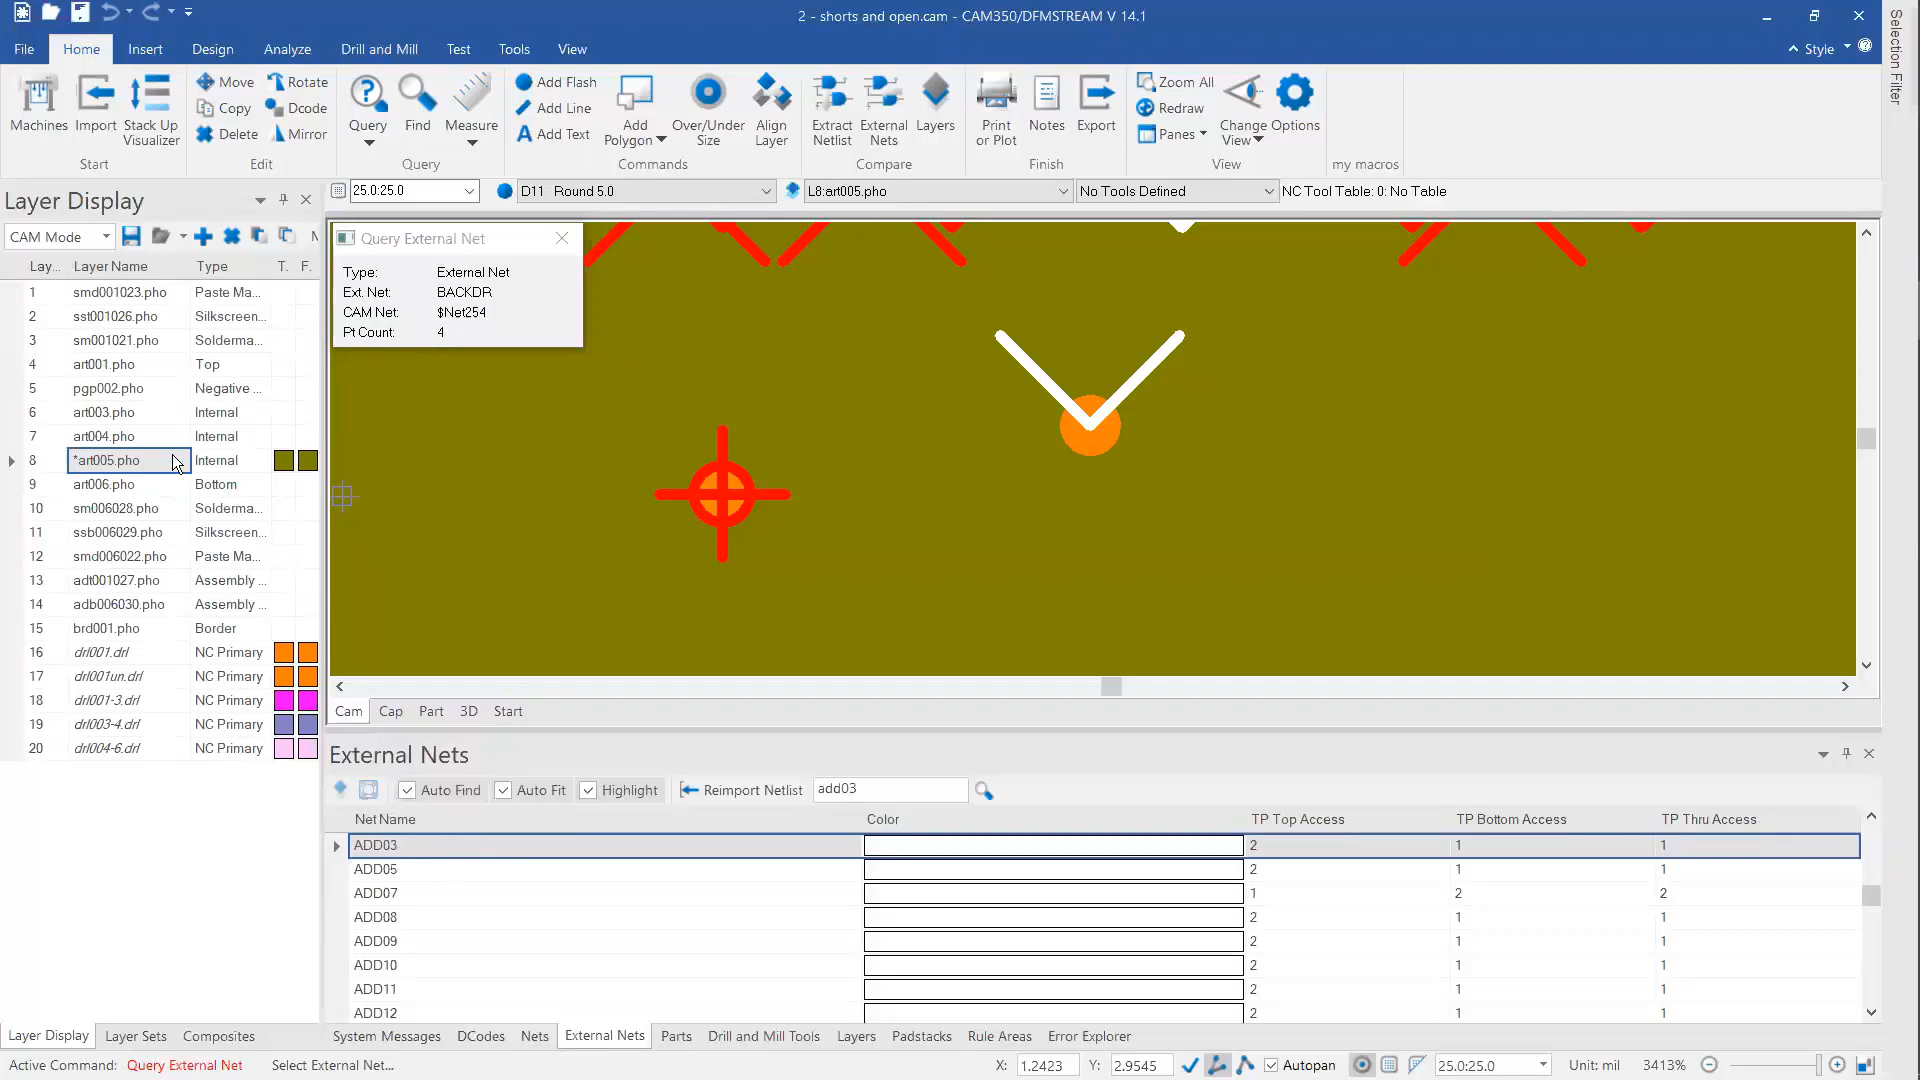 2 - shorts and open.cam - CAM350/DFMSTREAM V 14.1
File Home Insert Design Analyze Drill and Mill Test Tools View Style
Machines Import Stack Up Visualizer
Start
Move Rotate
Copy Dcode
Delete Mirror
Edit
Query Find Measure
Query
Add Flash
Add Line
Add Text
Add Polygon Over/Under Size Align Layer
Commands
Extract Netlist External Nets Layers
Compare
Print or Plot Notes Export
Finish
Zoom All
Redraw
Panes
Change View Options
View
my macros
Selection Filter
Layer Display
25.0:25.0 D11 Round 5.0 L8:art005.pho No Tools Defined NC Tool Table: 0: No Table
CAM Mode N
Lay... Layer Name Type T. F.
1 smd001023.pho Paste Ma...
2 sst001026.pho Silkscreen...
3 sm001021.pho Solderma...
4 art001.pho Top
5 pgp002.pho Negative ...
6 art003.pho Internal
7 art004.pho Internal
8 *art005.pho Internal
9 art006.pho Bottom
10 sm006028.pho Solderma...
11 ssb006029.pho Silkscreen...
12 smd006022.pho Paste Ma...
13 adt001027.pho Assembly ...
14 adb006030.pho Assembly ...
15 brd001.pho Border
16 drl001.drl NC Primary
17 drl001un.drl NC Primary
18 drl001-3.drl NC Primary
19 drl003-4.drl NC Primary
20 drl004-6.drl NC Primary
Query External Net
Type: External Net
Ext. Net: BACKDR
CAM Net: $Net254
Pt Count: 4
Cam Cap Part 3D Start
External Nets
Auto Find Auto Fit Highlight Reimport Netlist add03
Net Name Color TP Top Access TP Bottom Access TP Thru Access
ADD03 2 1 1
ADD05 2 1 1
ADD07 1 2 2
ADD08 2 1 1
ADD09 2 1 1
ADD10 2 1 1
ADD11 2 1 1
ADD12 2 1 1
Layer Display Layer Sets Composites
System Messages DCodes Nets External Nets Parts Drill and Mill Tools Layers Padstacks Rule Areas Error Explorer
Active Command: Query External Net Select External Net... X: 1.2423 Y: 2.9545 Autopan 25.0:25.0 Unit: mil 3413%